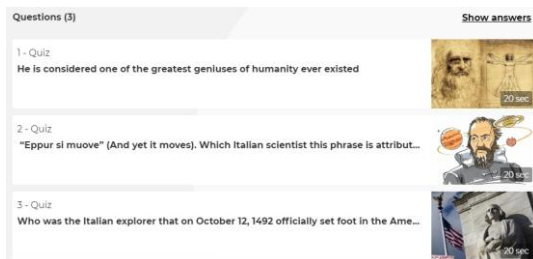 Questions (3)
Show answers
1 - Quiz
He is considered one of the greatest geniuses of humanity ever existed
20 sec
2 - Quiz
"Eppur si muove" (And yet it moves). Which Italian scientist this phrase is attribut...
20 sec
3 - Quiz
Who was the Italian explorer that on October 12, 1492 officially set foot in the Ame...
20 sec